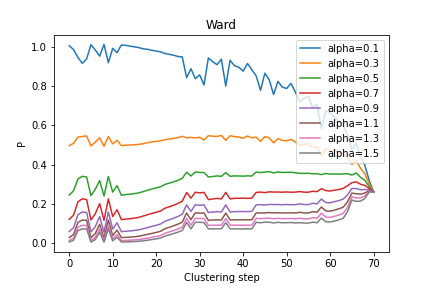 Ward
1.0
0.8
0.6
0.4
0.2
0.0
P
0 10 20 30 40 50 60 70
Clustering step
alpha=0.1
alpha=0.3
alpha=0.5
alpha=0.7
alpha=0.9
alpha=1.1
alpha=1.3
alpha=1.5